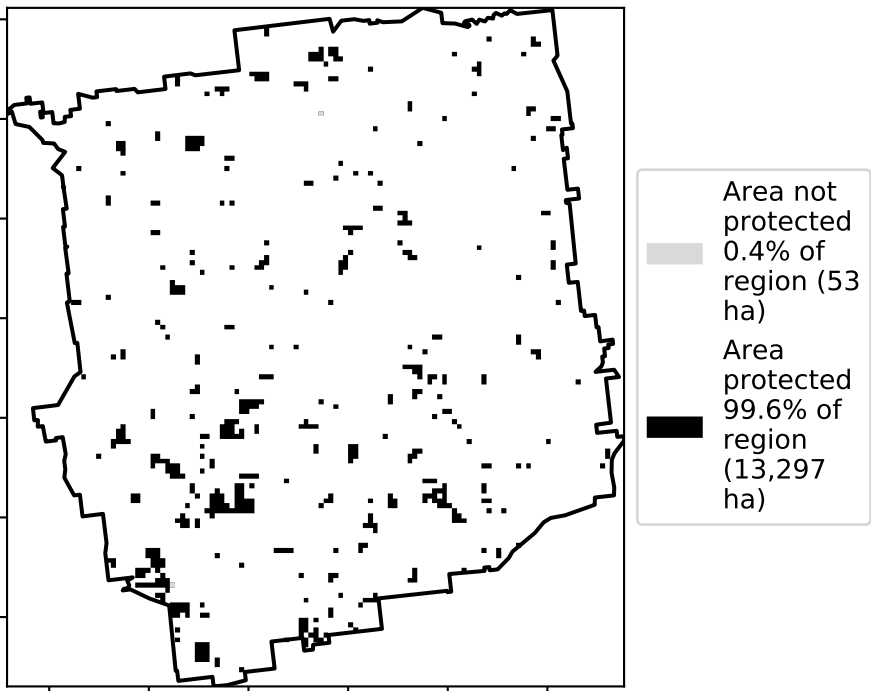 Area not
protected
0.4% of
region (53
ha)
Area
protected
99.6% of
region
(13,297
ha)